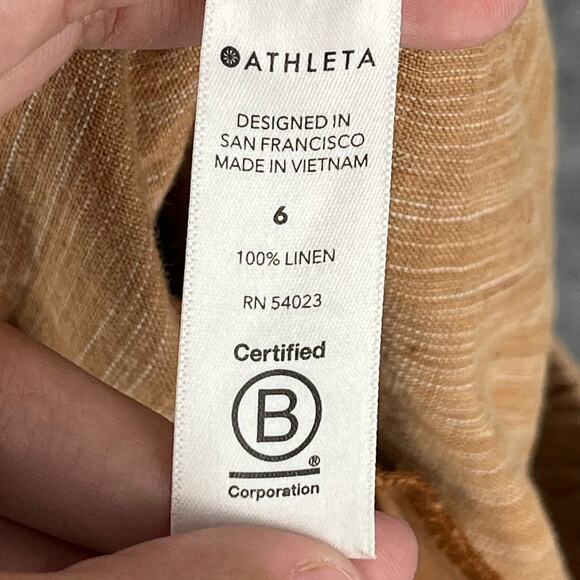 ATHLETA
DESIGNED IN
SAN FRANCISCO
MADE IN VIETNAM
6
100% LINEN
RN 54023
Certified
B
®
Corporation